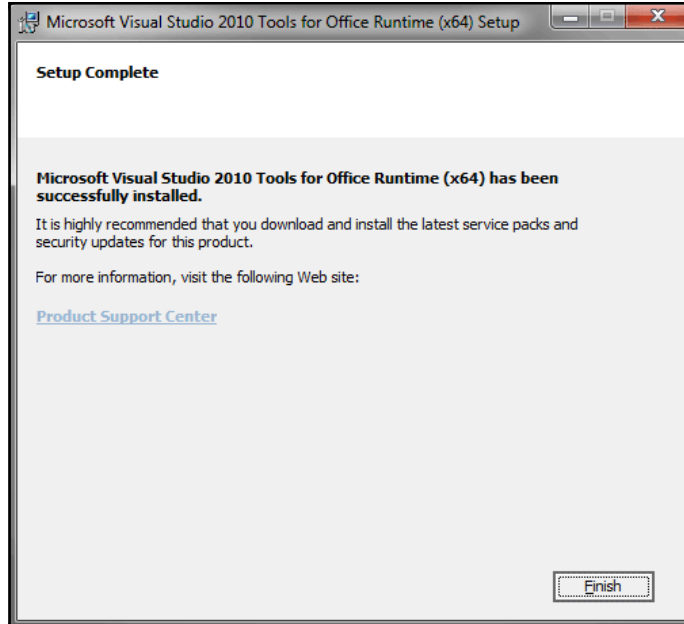 Microsoft Visual Studio 2010 Tools for Office Runtime (x64) Setup
Setup Complete
Microsoft Visual Studio 2010 Tools for Office Runtime (x64) has been
successfully installed.
It is highly recommended that you download and install the latest service packs and
security updates for this product.
For more information, visit the following Web site:
Product Support Center
Finish